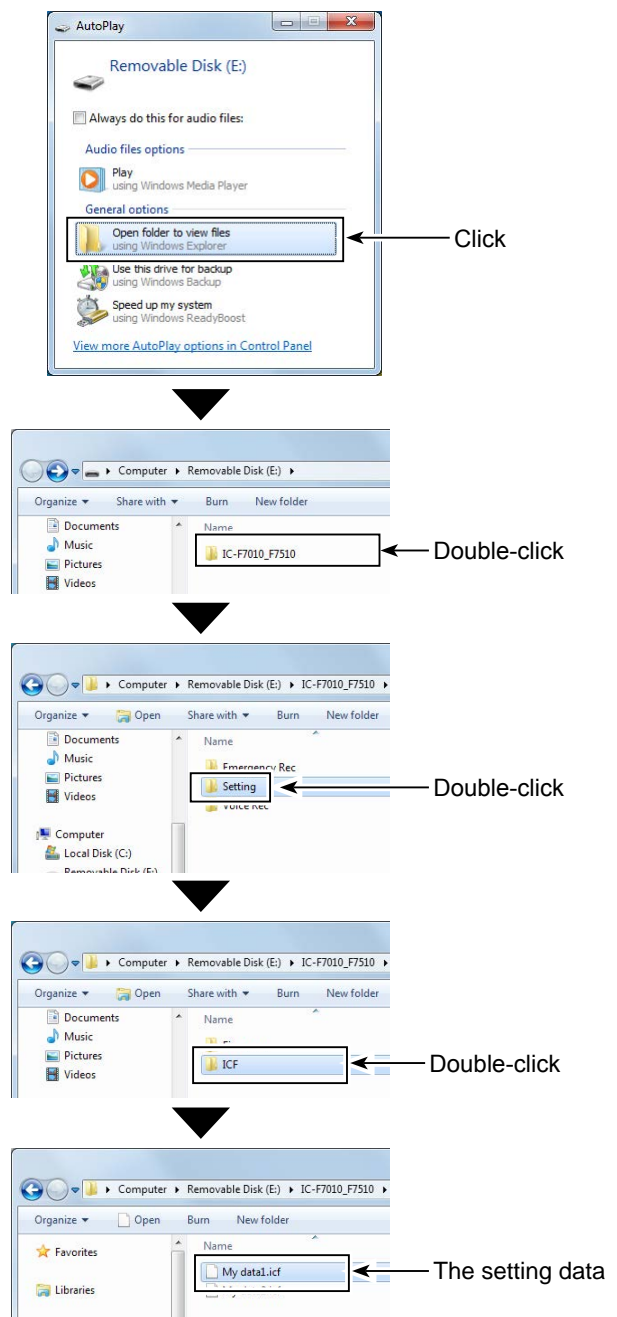 AutoPlay
Removable Disk (E:)
Always do this for audio files:
Audio files options
Play
using Windows Media Player
General options
Open folder to view files
using Windows Explorer
Click
Use this drive for backup
using Windows Backup
Speed up my system
using Windows ReadyBoost
View more AutoPlay options in Control Panel
Computer Removable Disk (E:)
Organize Share with Burn New folder
Documents Name
Music IC-F7010_F7510 Double-click
Pictures
Videos
Computer Removable Disk (E:) IC-F7010_F7510
Organize Open Share with Burn New folder
Documents Name
Music Emergency Rec
Pictures Setting Double-click
Videos Voice Rec
Computer
Local Disk (C:)
Removable Disk (E:)
Computer Removable Disk (E:) IC-F7010_F7510
Organize Open Share with Burn New folder
Documents Name
Music
Pictures ICF Double-click
Videos
Computer Removable Disk (E:) IC-F7010_F7510
Organize Open Burn New folder
Favorites Name
My data1.icf The setting data
Libraries